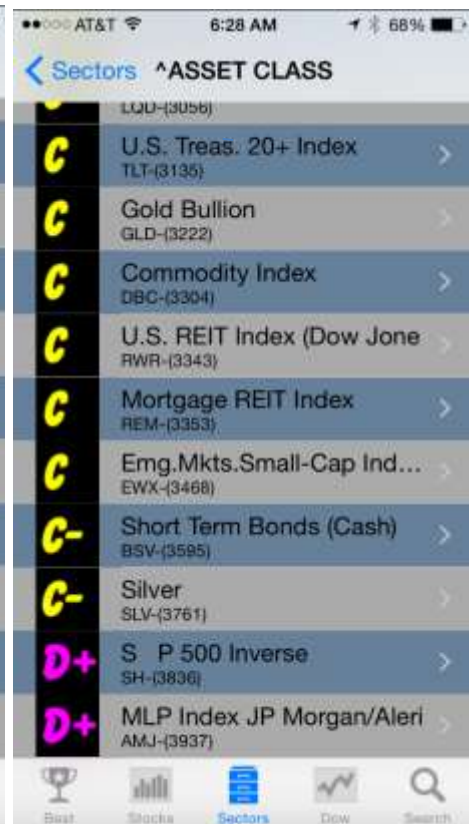 AT&T 6:28 AM 68%
Sectors ^ASSET CLASS
LQD-(3056)
C U.S. Treas. 20+ Index
TLT-(3135)
C Gold Bullion
GLD-(3222)
C Commodity Index
DBC-(3304)
C U.S. REIT Index (Dow Jone
RWR-(3343)
C Mortgage REIT Index
REM-(3353)
C Emg.Mkts.Small-Cap Ind...
EWX-(3468)
C- Short Term Bonds (Cash)
BSV-(3595)
C- Silver
SLV-(3761)
D+ S P 500 Inverse
SH-(3836)
D+ MLP Index JP Morgan/Aleri
AMJ-(3937)
Best Stocks Sectors Dow Search